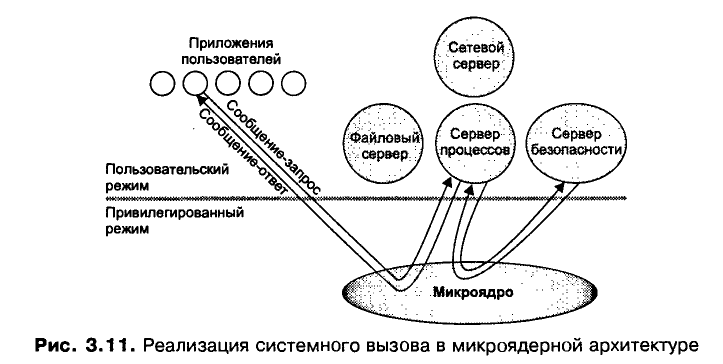 Приложения
пользователей
Сетевой
сервер
Сообщение-запрос
Сообщение-ответ
Файловый
сервер
Сервер
процессов
Сервер
безопасности
Пользовательский
режим
Привилегированный
режим
Микроядро
Рис. 3.11. Реализация системного вызова в микроядерной архитектуре